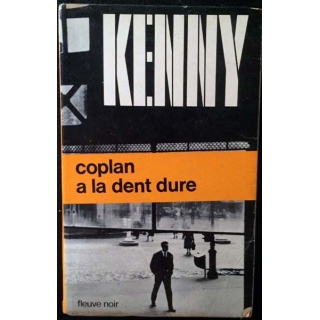 KENNY
coplan
a la dent dure
fleuve noir